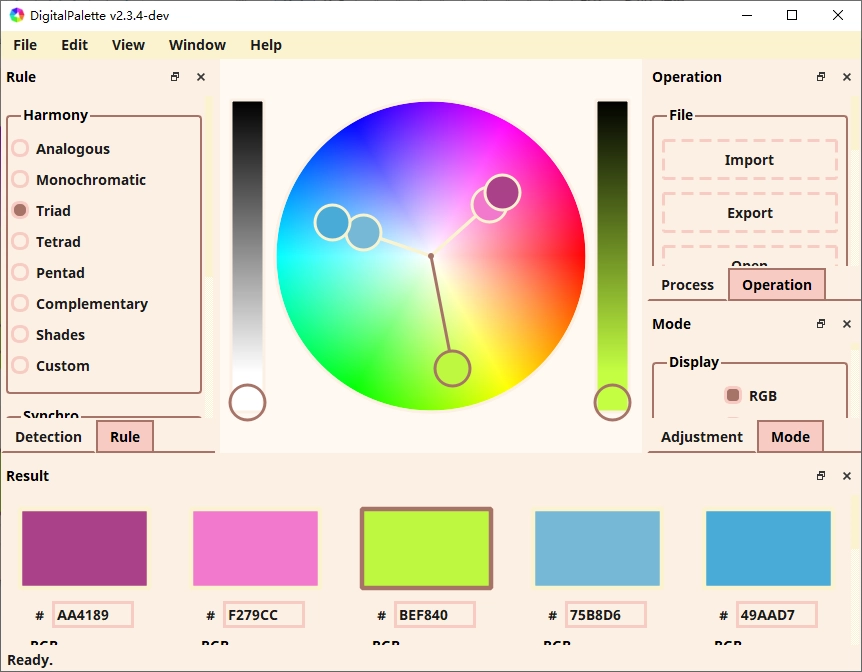 DigitalPalette v2.3.4-dev
File Edit View Window Help
Rule
Harmony
Analogous
Monochromatic
Triad
Tetrad
Pentad
Complementary
Shades
Custom
Synchro
Detection Rule
Operation
File
Import
Export
Open
Process Operation
Mode
Display
RGB
Adjustment Mode
Result
# AA4189 # F279CC # BEF840 # 75B8D6 # 49AAD7
RGB RGB RGB RGB RGB
Ready.